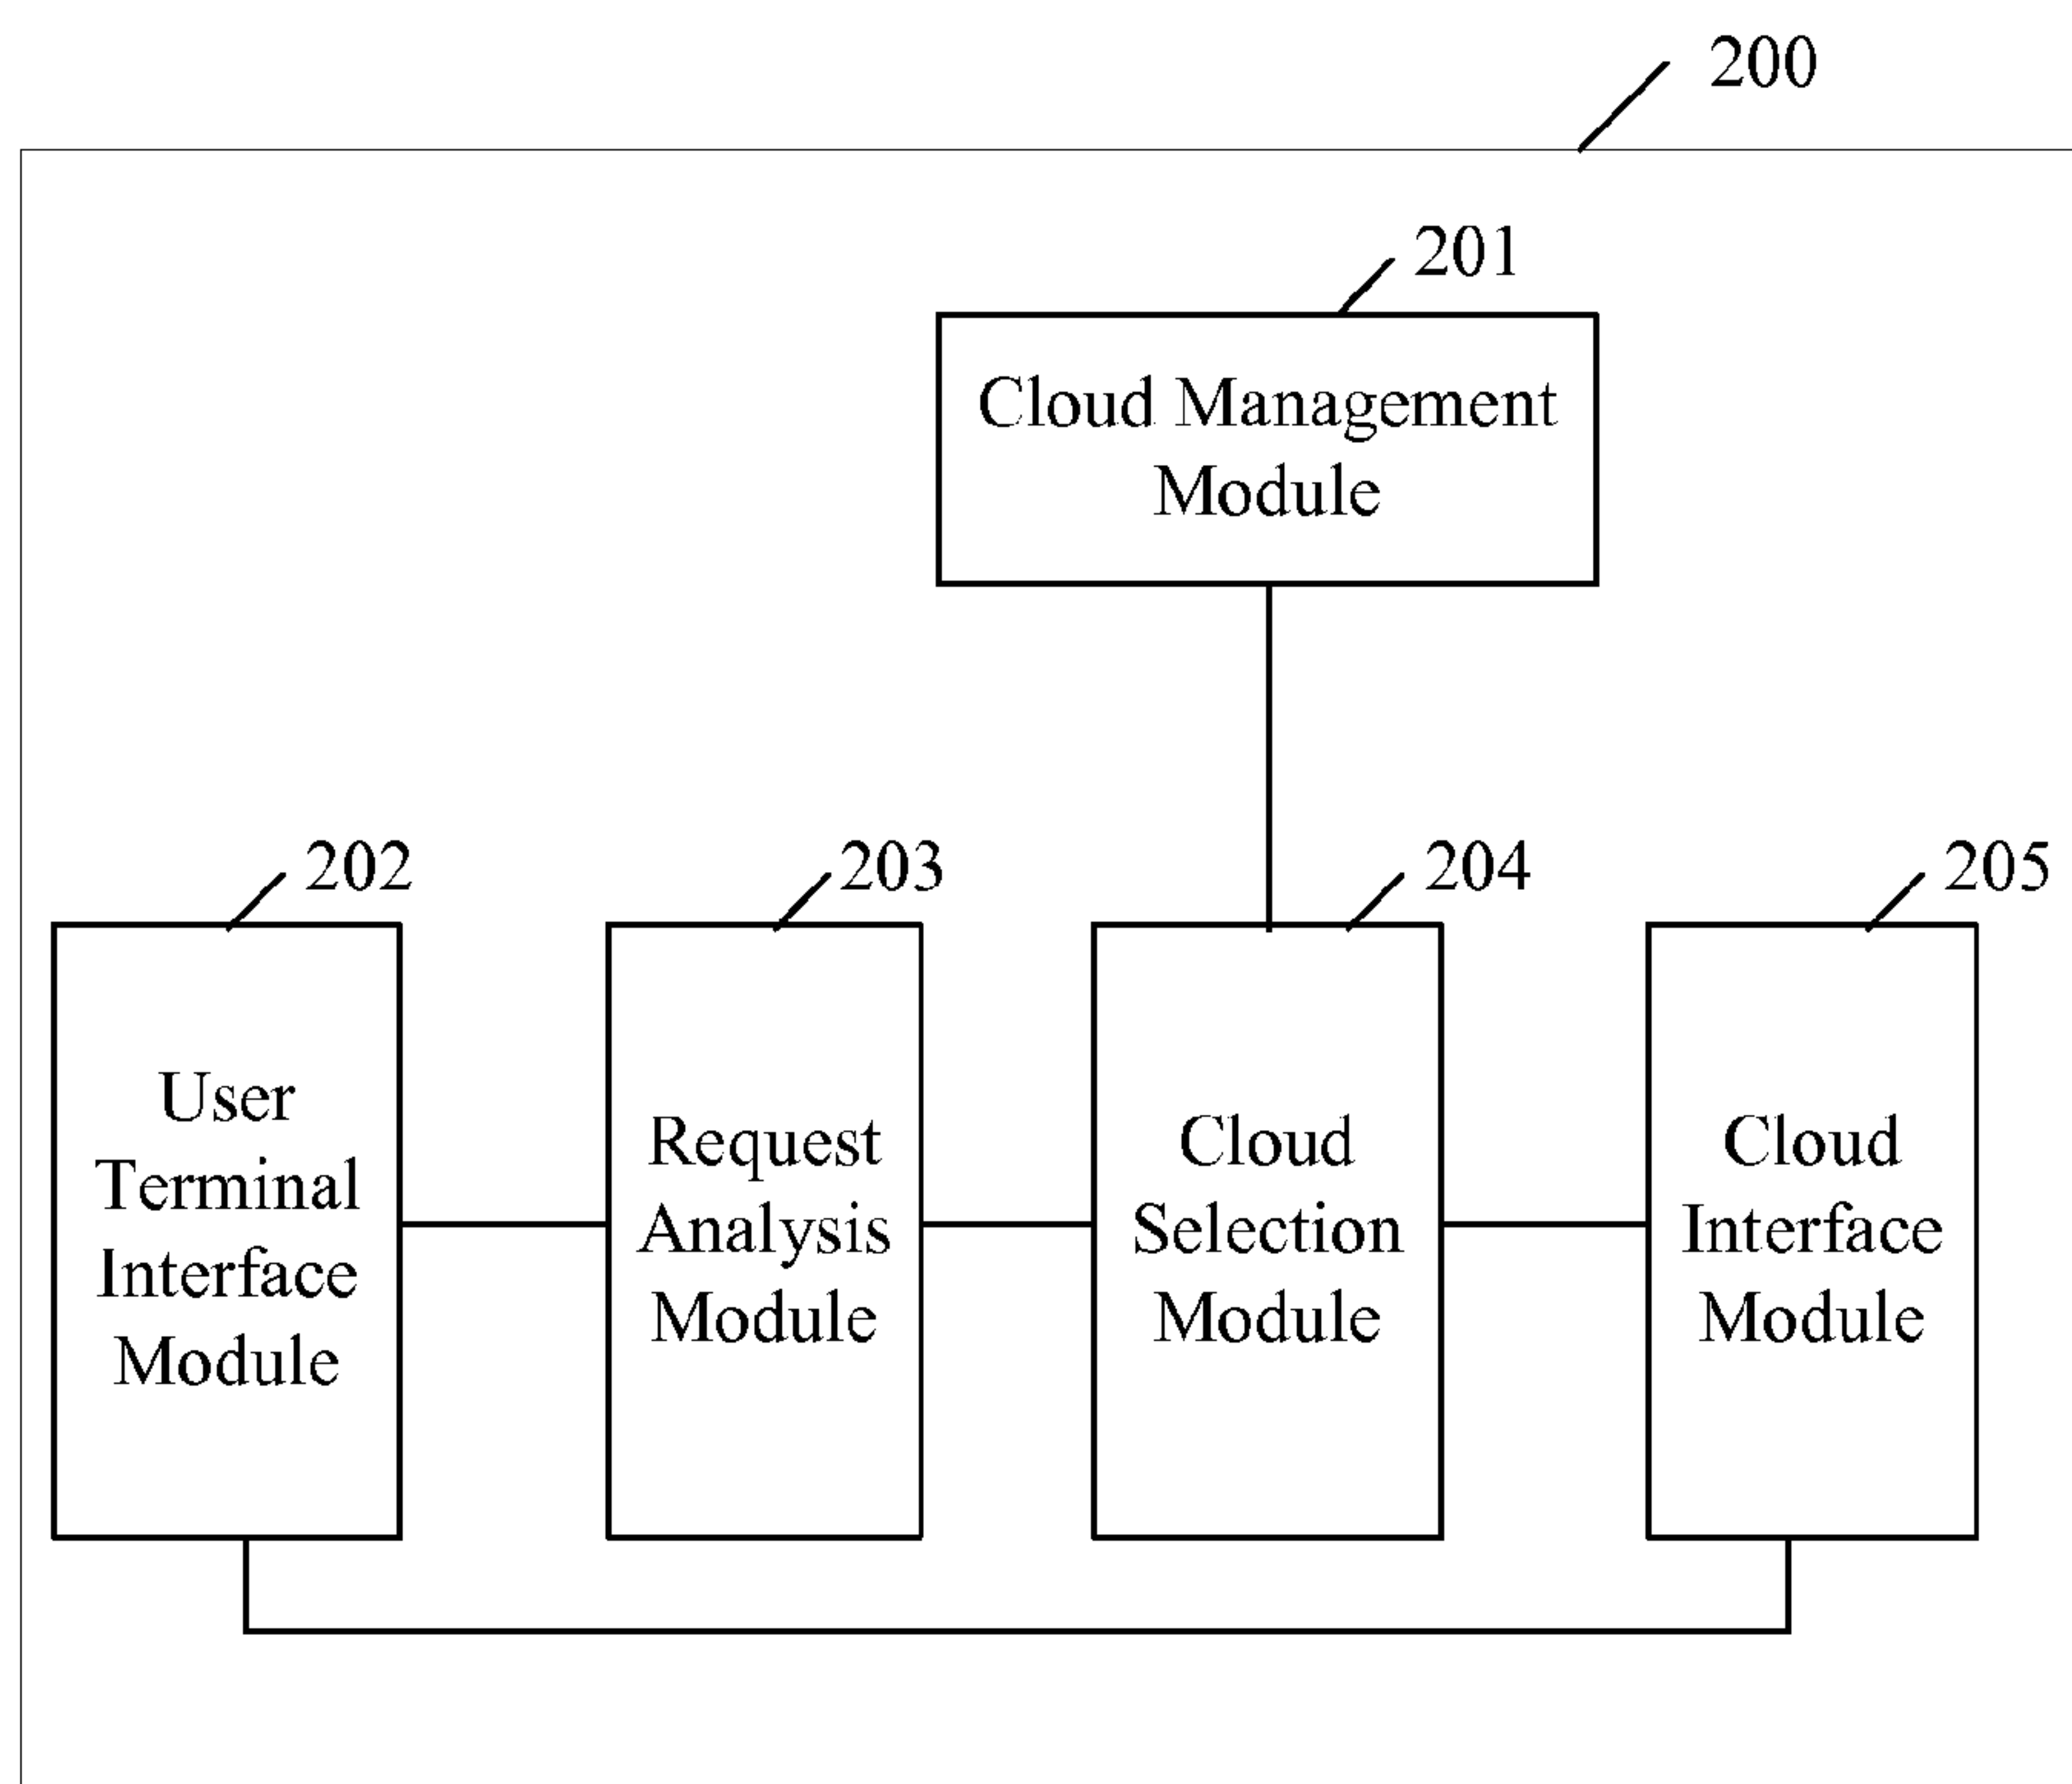 200
201
Cloud Management
Module
202
203
204
205
User
Terminal
Interface
Module
Request
Analysis
Module
Cloud
Selection
Module
Cloud
Interface
Module